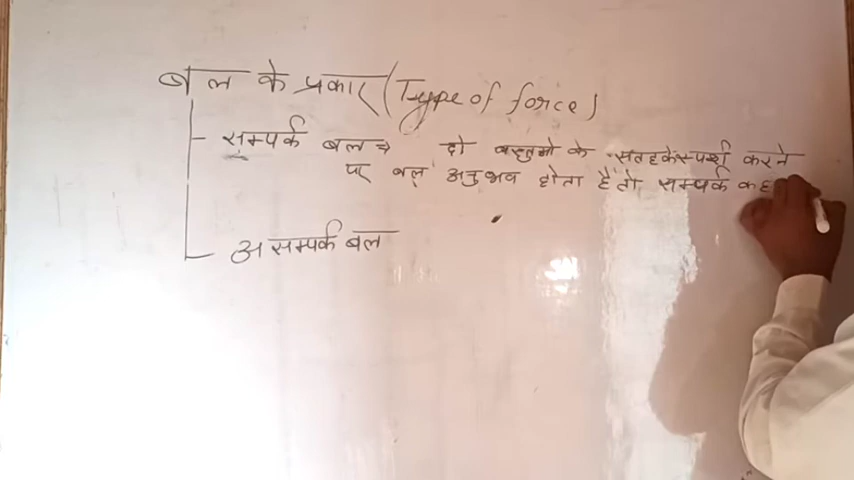 बल के प्रकार (Type of force)
सम्पर्क बल → दो वस्तुओ के सतह के स्पर्श करने
पर बल अनुभव होता है तो सम्पर्क कह
असम्पर्क बल